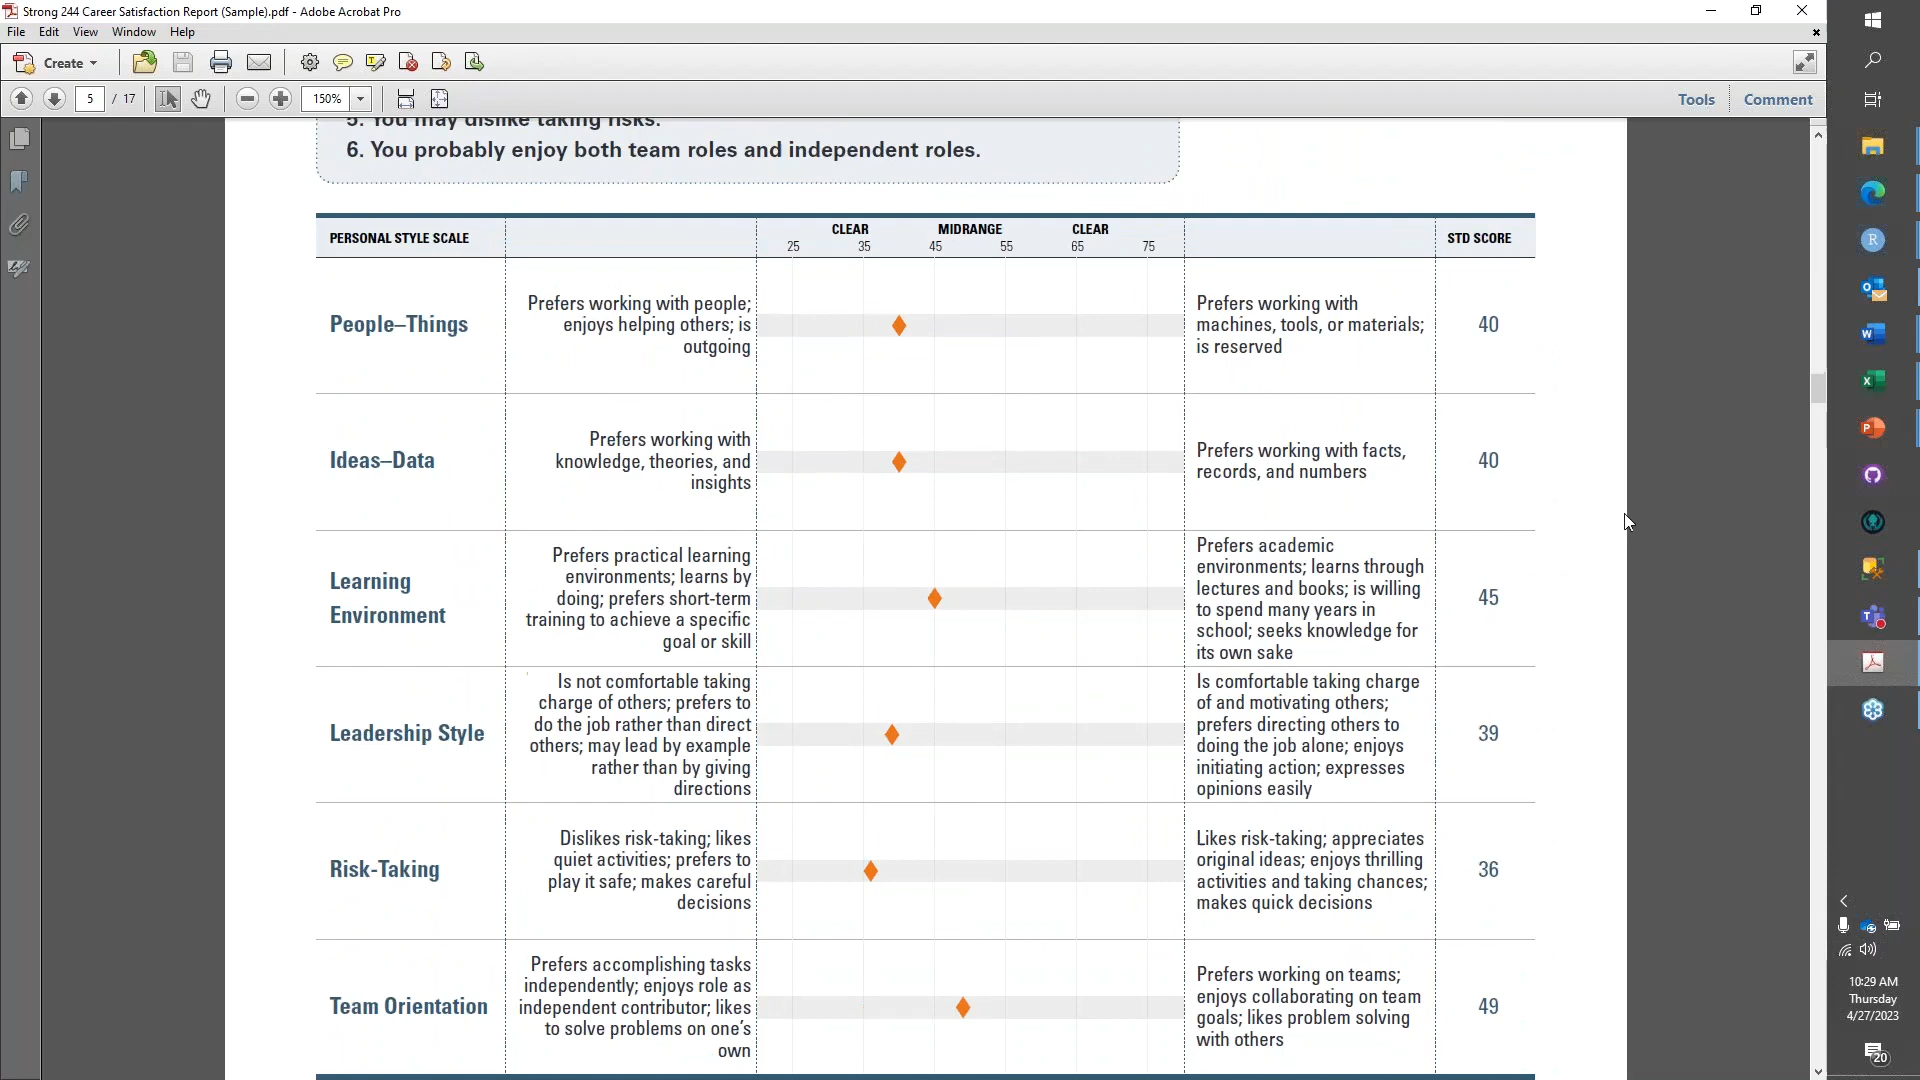 Strong 244 Career Satisfaction Report (Sample).pdf - Adobe Acrobat Pro
File Edit View Window Help
Create
5 / 17 150% Tools Comment
5. You may dislike taking risks.
6. You probably enjoy both team roles and independent roles.
PERSONAL STYLE SCALE
CLEAR MIDRANGE CLEAR
25 35 45 55 65 75
STD SCORE
People–Things
Prefers working with people;
enjoys helping others; is
outgoing
Prefers working with
machines, tools, or materials;
is reserved
40
Ideas–Data
Prefers working with
knowledge, theories, and
insights
Prefers working with facts,
records, and numbers
40
Learning
Environment
Prefers practical learning
environments; learns by
doing; prefers short-term
training to achieve a specific
goal or skill
Prefers academic
environments; learns through
lectures and books; is willing
to spend many years in
school; seeks knowledge for
its own sake
45
Leadership Style
Is not comfortable taking
charge of others; prefers to
do the job rather than direct
others; may lead by example
rather than by giving
directions
Is comfortable taking charge
of and motivating others;
prefers directing others to
doing the job alone; enjoys
initiating action; expresses
opinions easily
39
Risk-Taking
Dislikes risk-taking; likes
quiet activities; prefers to
play it safe; makes careful
decisions
Likes risk-taking; appreciates
original ideas; enjoys thrilling
activities and taking chances;
makes quick decisions
36
Team Orientation
Prefers accomplishing tasks
independently; enjoys role as
independent contributor; likes
to solve problems on one's
own
Prefers working on teams;
enjoys collaborating on team
goals; likes problem solving
with others
49
10:29 AM
Thursday
4/27/2023
20